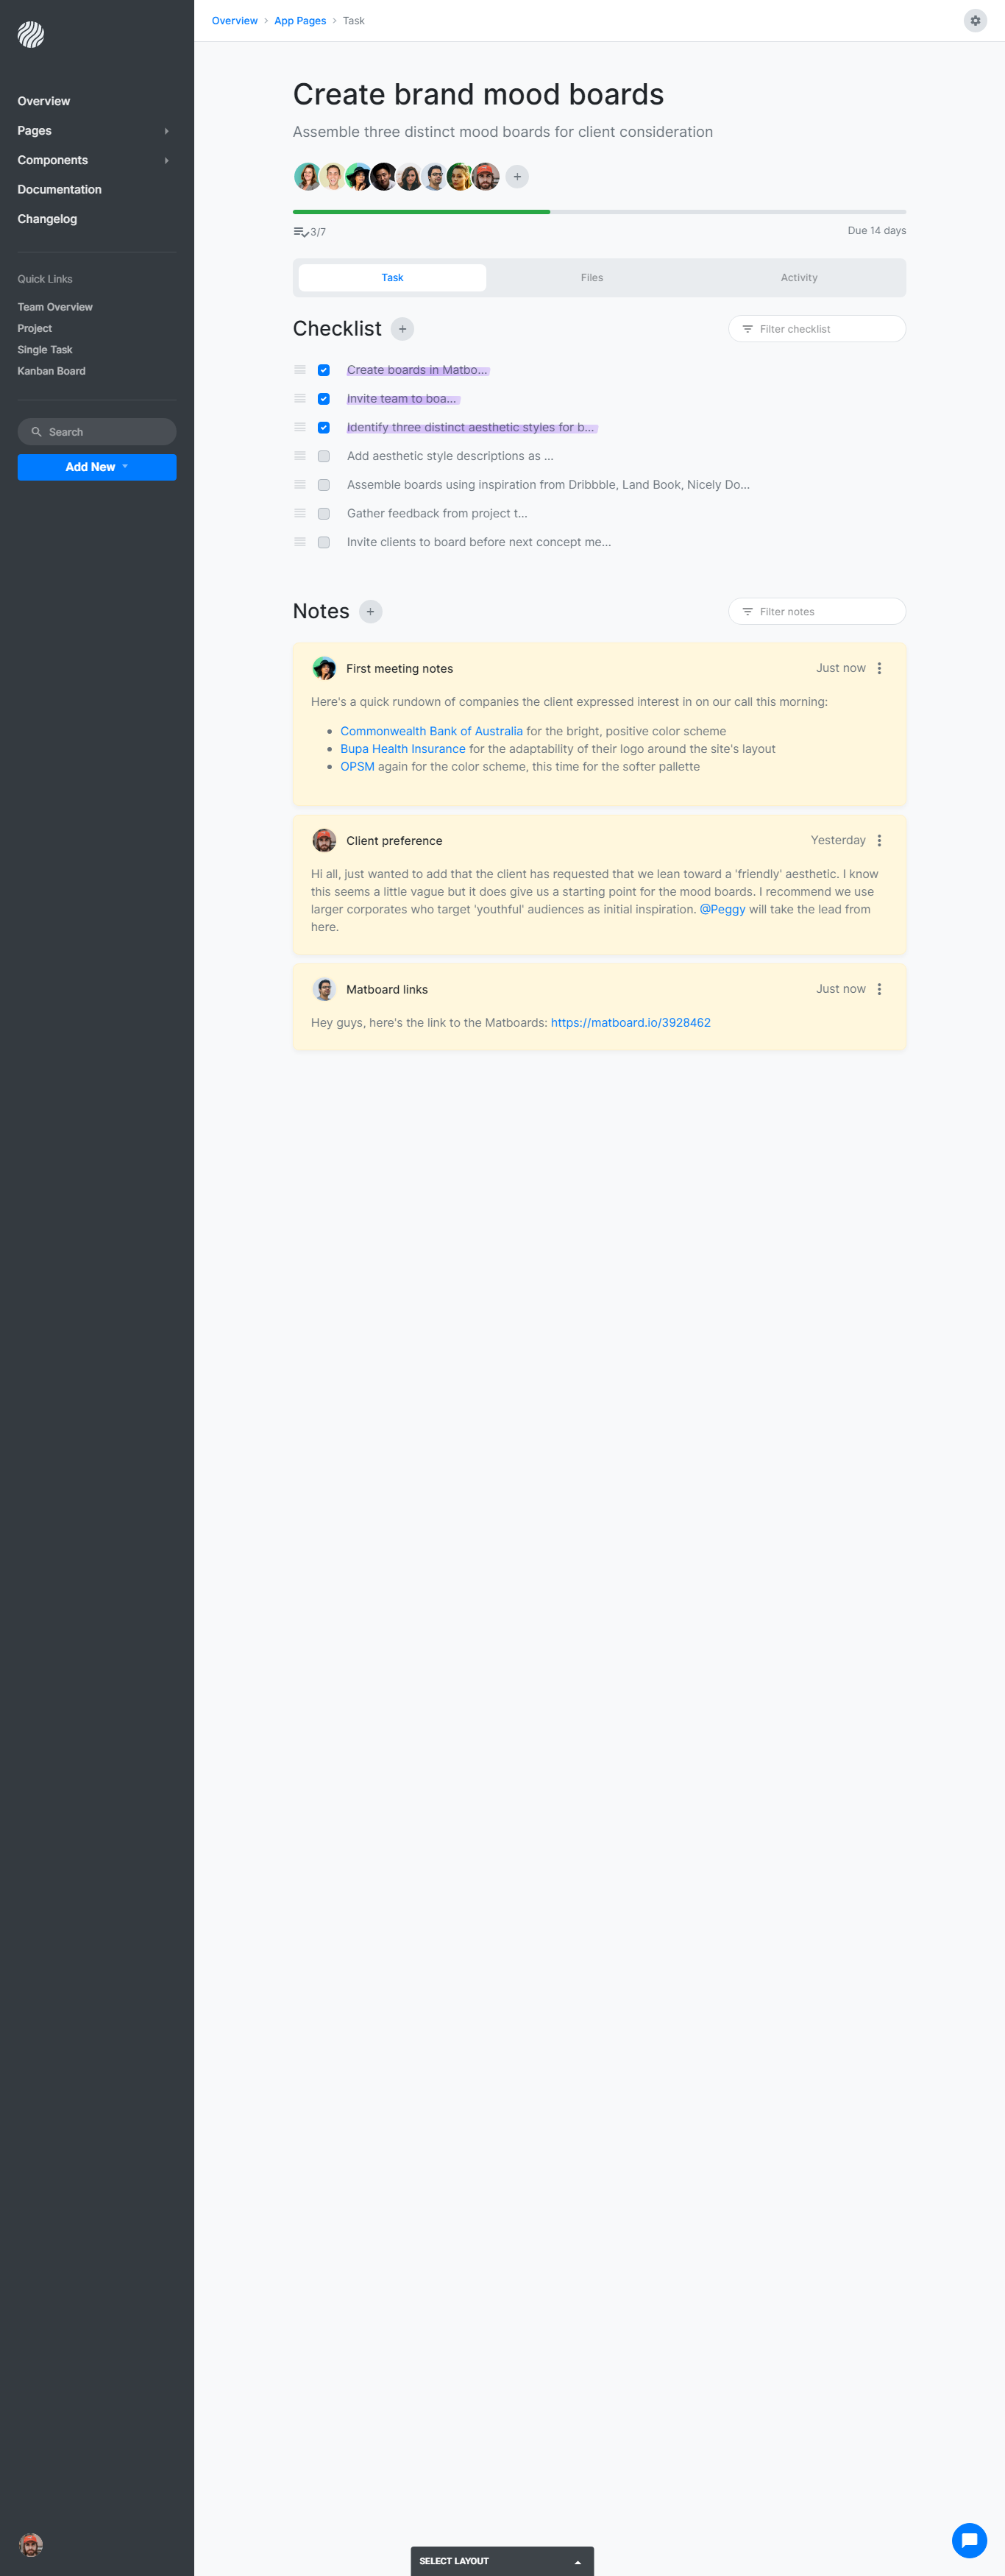 Overview > App Pages > Task
Overview
Pages
Components
Documentation
Changelog
Quick Links
Team Overview
Project
Single Task
Kanban Board
Search
Add New
Create brand mood boards
Assemble three distinct mood boards for client consideration
3/7
Due 14 days
Task
Files
Activity
Checklist
Filter checklist
Create boards in Matbo...
Invite team to boa...
Identify three distinct aesthetic styles for b...
Add aesthetic style descriptions as ...
Assemble boards using inspiration from Dribbble, Land Book, Nicely Do...
Gather feedback from project t...
Invite clients to board before next concept me...
Notes
Filter notes
First meeting notes
Just now
Here's a quick rundown of companies the client expressed interest in on our call this morning:
Commonwealth Bank of Australia for the bright, positive color scheme
Bupa Health Insurance for the adaptability of their logo around the site's layout
OPSM again for the color scheme, this time for the softer pallette
Client preference
Yesterday
Hi all, just wanted to add that the client has requested that we lean toward a 'friendly' aesthetic. I know
this seems a little vague but it does give us a starting point for the mood boards. I recommend we use
larger corporates who target 'youthful' audiences as initial inspiration. @Peggy will take the lead from
here.
Matboard links
Just now
Hey guys, here's the link to the Matboards: https://matboard.io/3928462
SELECT LAYOUT